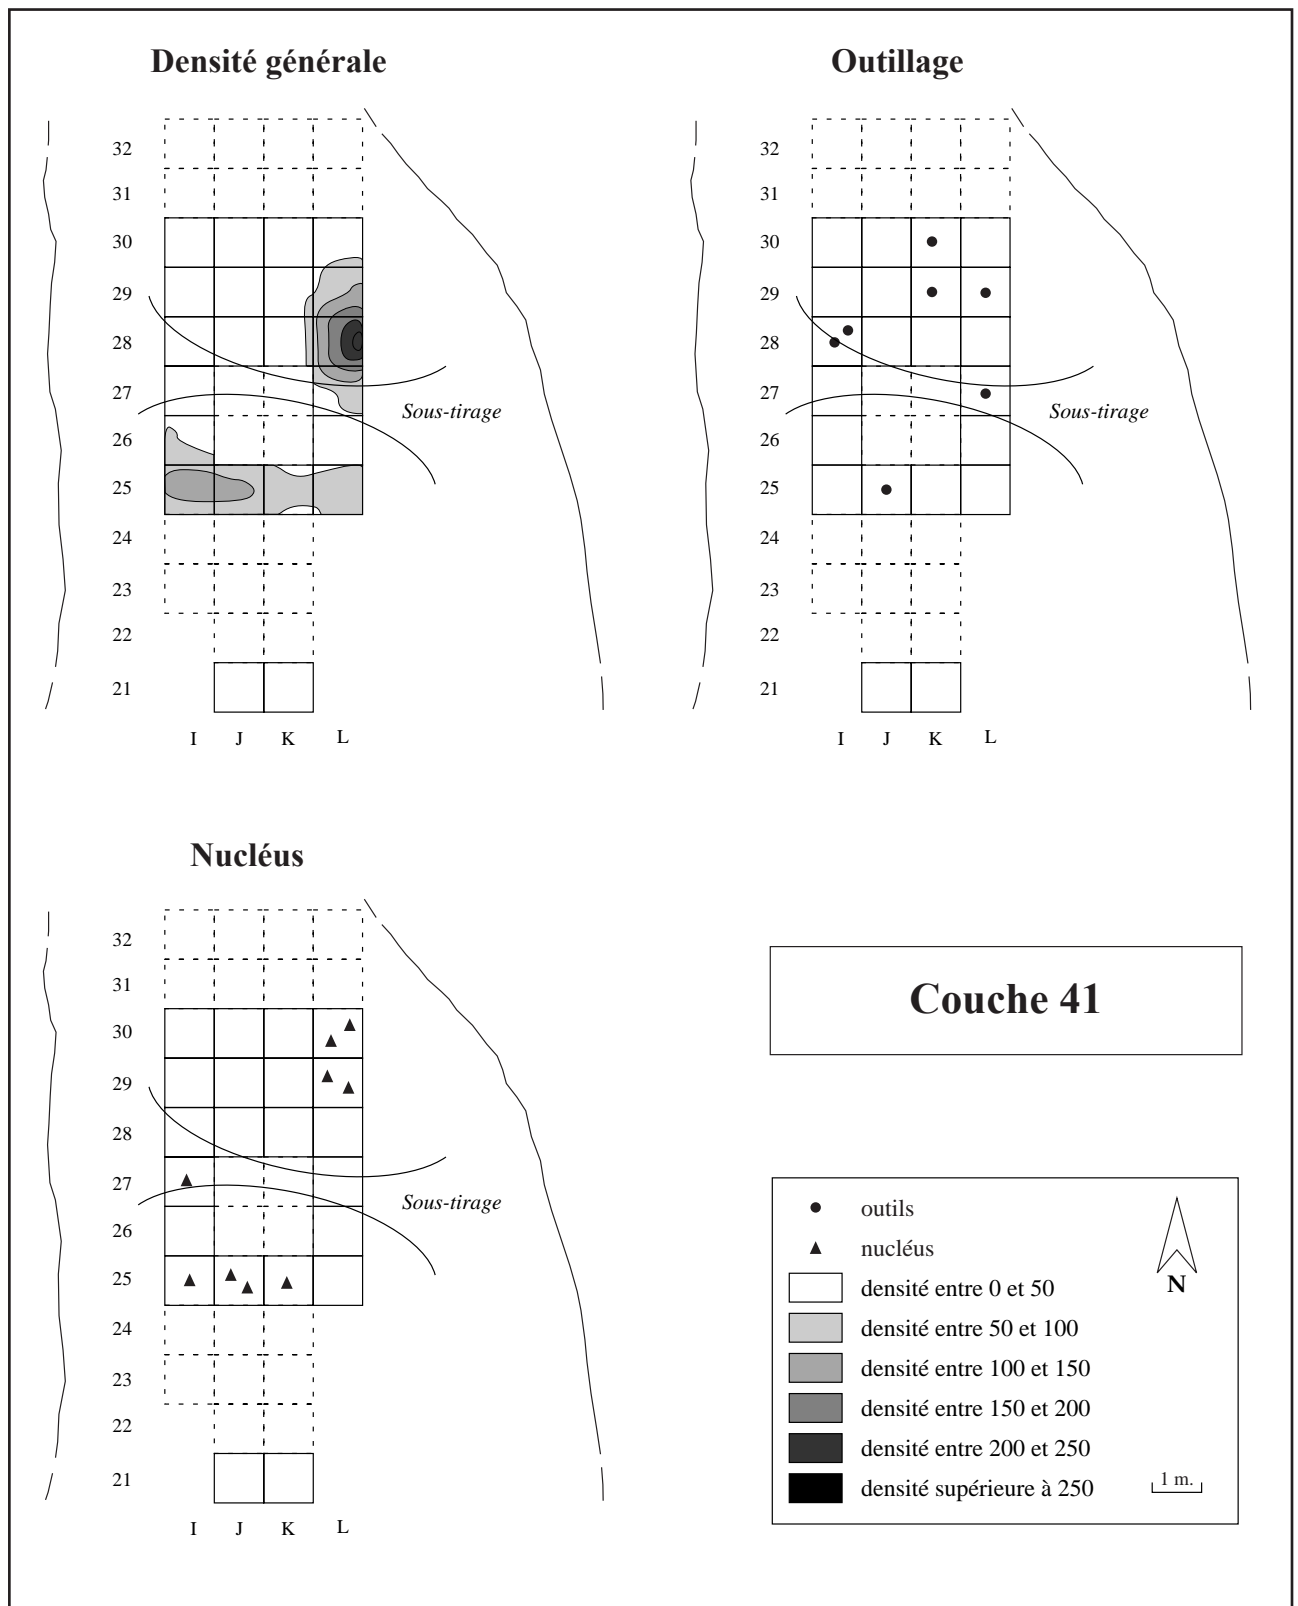 Densité générale
32
31
30
29
28
27
26
25
24
23
22
21
Sous-tirage
I J K L
Outillage
32
31
30
29
28
27
26
25
24
23
22
21
Sous-tirage
I J K L
Nucléus
32
31
30
29
28
27
26
25
24
23
22
21
Sous-tirage
I J K L
Couche 41
outils
nucléus
densité entre 0 et 50
densité entre 50 et 100
densité entre 100 et 150
densité entre 150 et 200
densité entre 200 et 250
densité supérieure à 250
N
1 m.